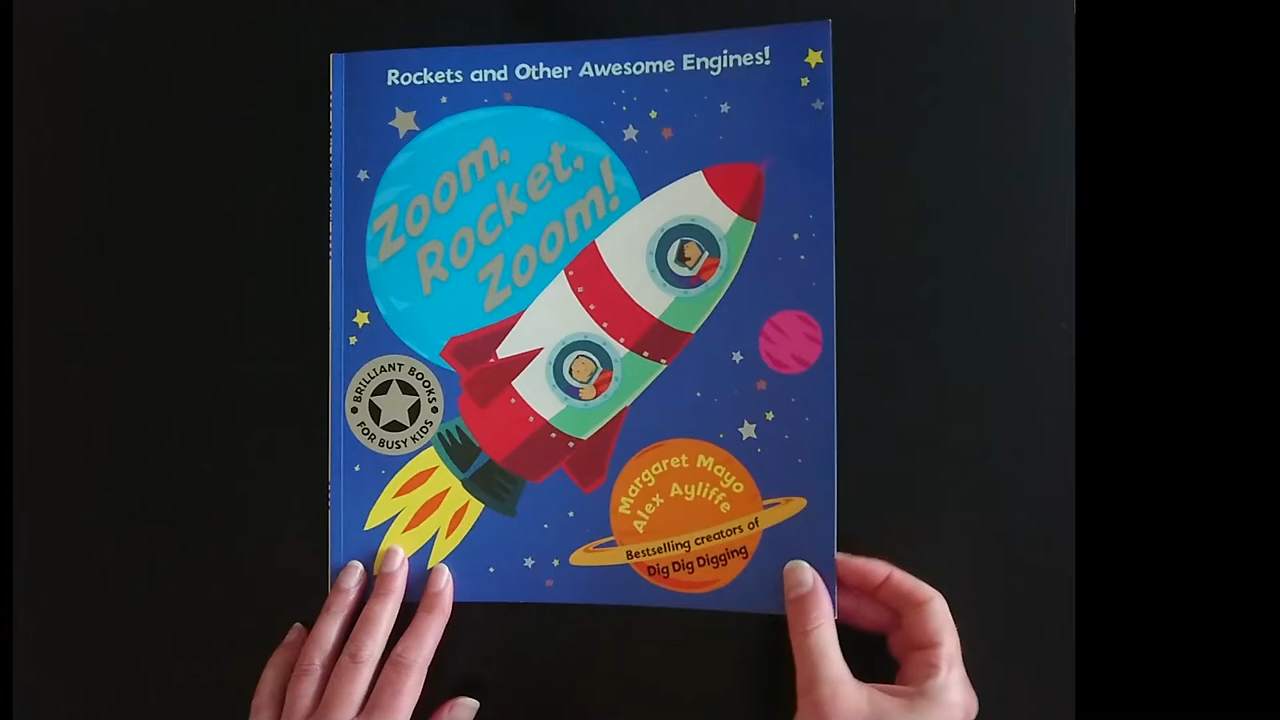 Rockets and Other Awesome Engines!
Zoom,
Rocket,
Zoom!
BRILLIANT BOOKS
FOR BUSY KIDS
Margaret Mayo
Alex Ayliffe
Bestselling creators of
Dig Dig Digging